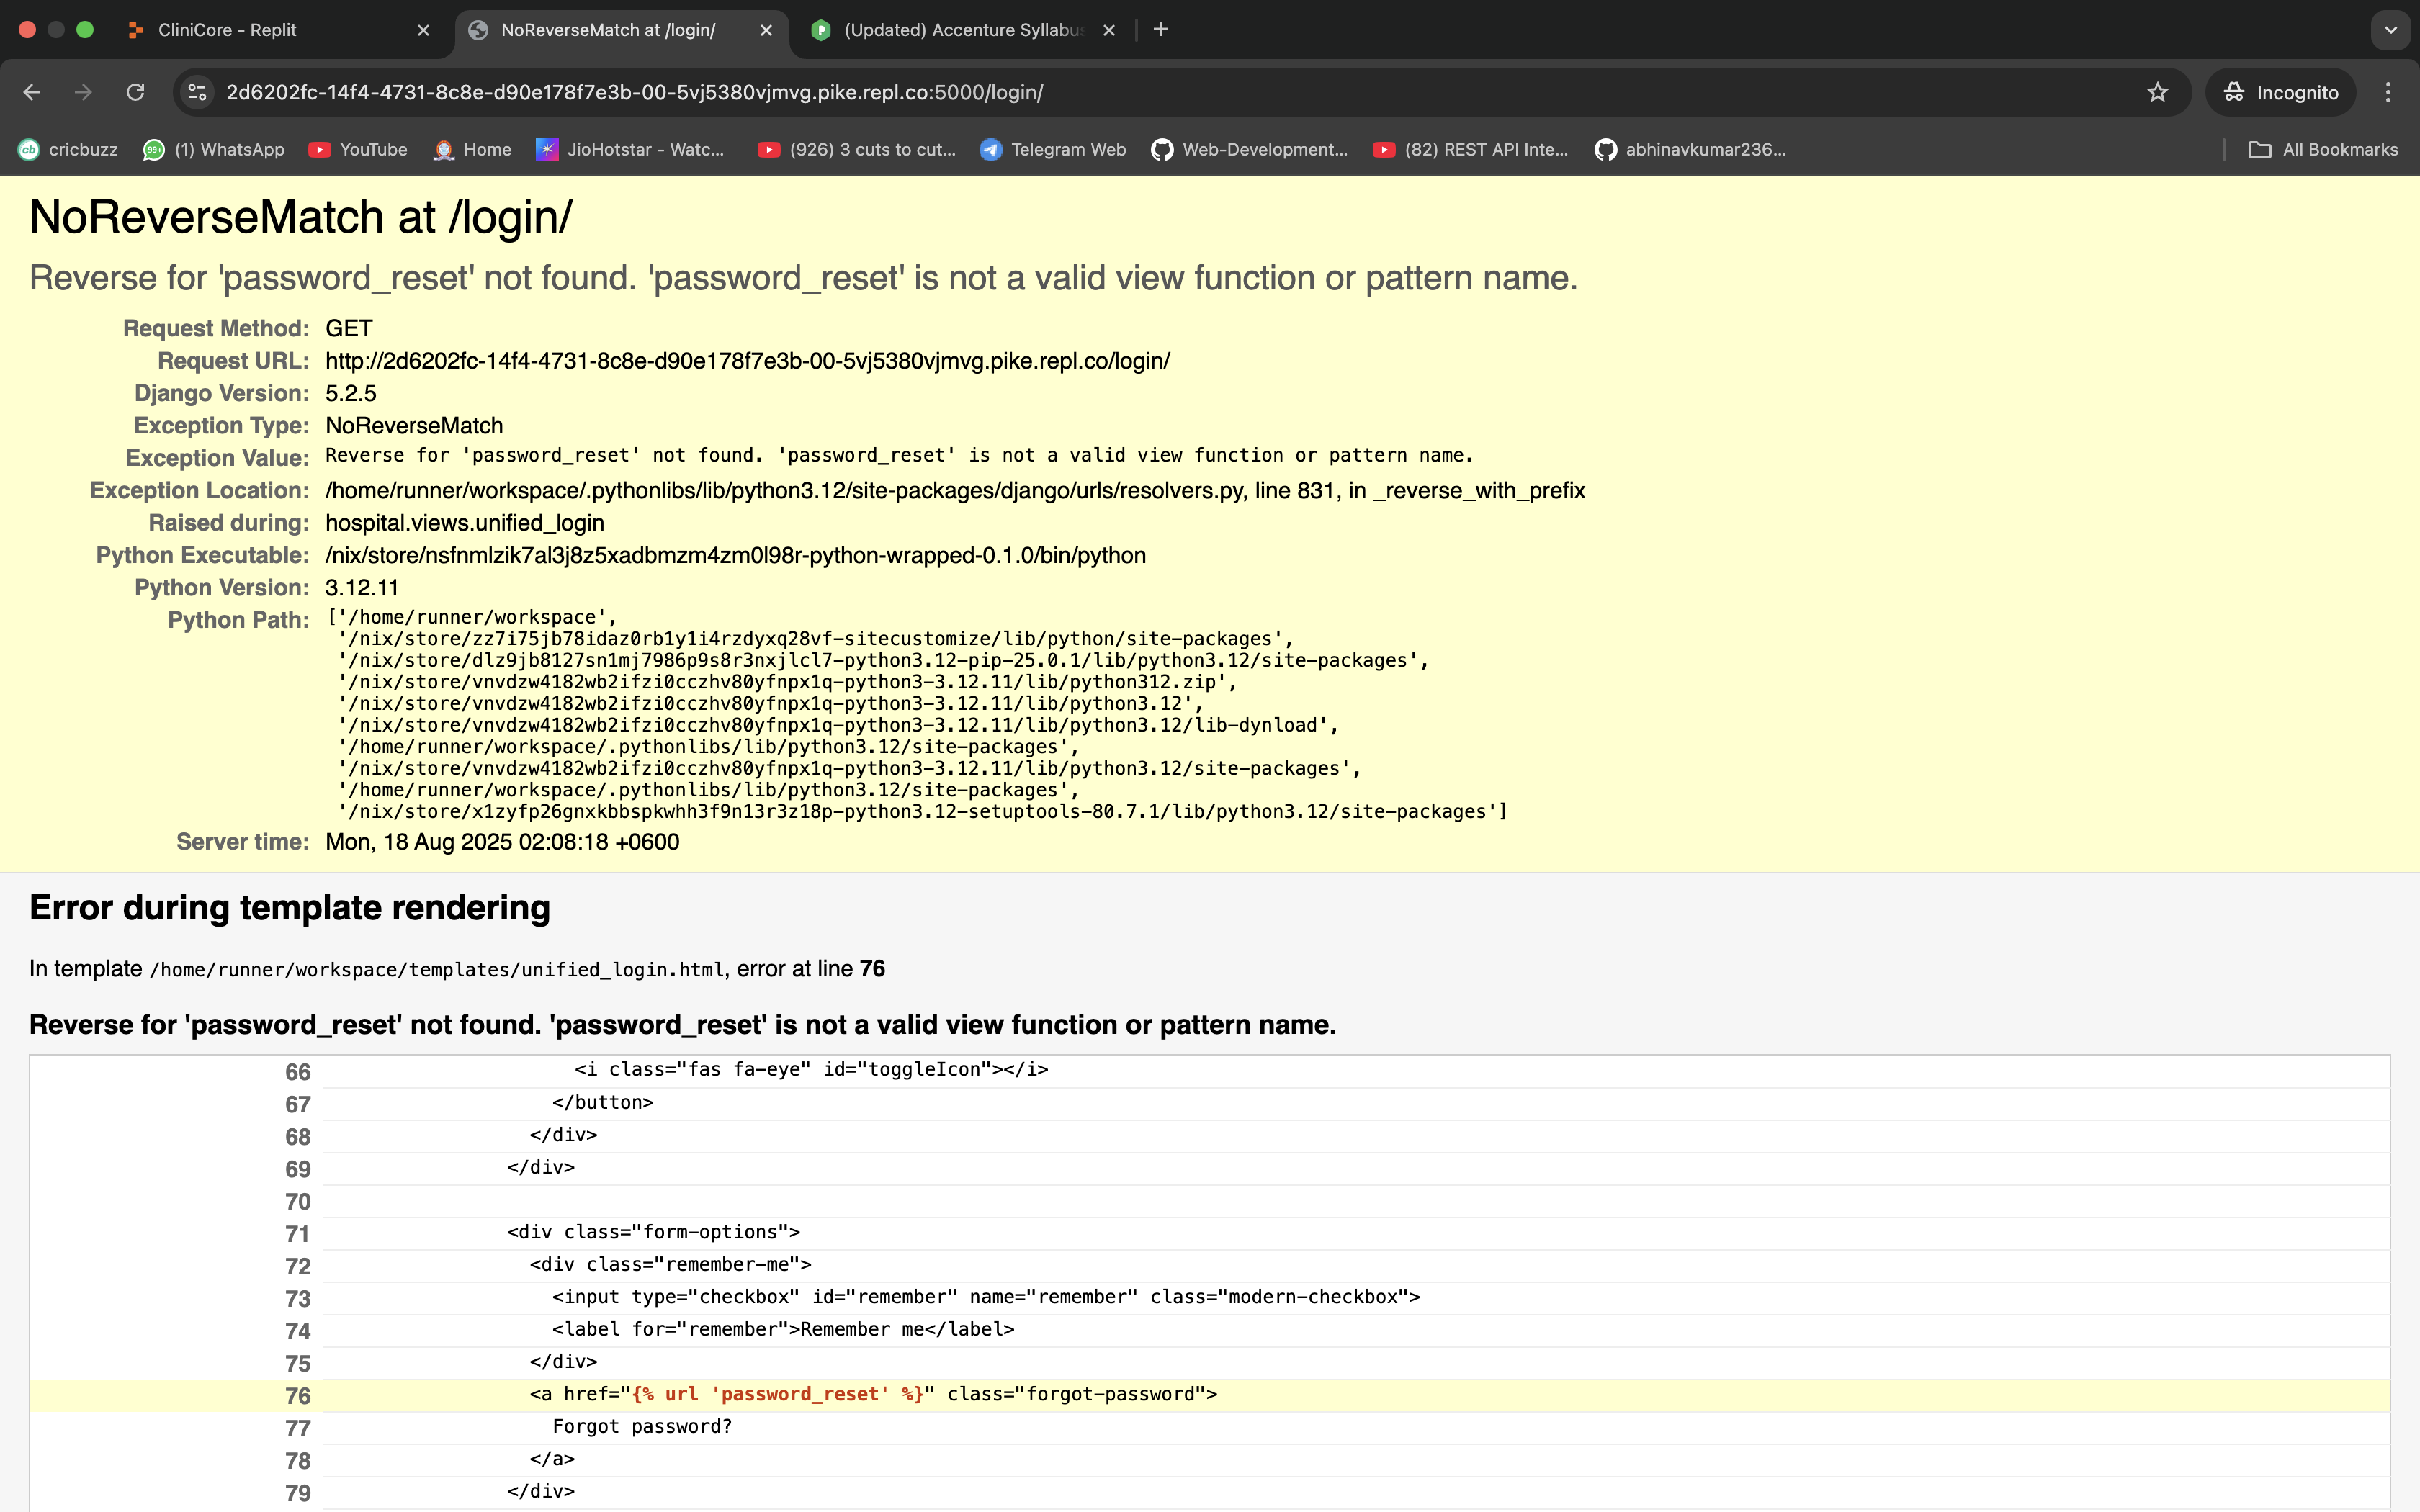 CliniCore - Replit
NoReverseMatch at /login/
(Updated) Accenture Syllabus
2d6202fc-14f4-4731-8c8e-d90e178f7e3b-00-5vj5380vjmvg.pike.repl.co:5000/login/
Incognito
cb cricbuzz
99+ (1) WhatsApp
YouTube
Home
JioHotstar - Watc...
(926) 3 cuts to cut...
Telegram Web
Web-Development...
(82) REST API Inte...
abhinavkumar236...
All Bookmarks
NoReverseMatch at /login/
Reverse for 'password_reset' not found. 'password_reset' is not a valid view function or pattern name.
Request Method: GET
Request URL: http://2d6202fc-14f4-4731-8c8e-d90e178f7e3b-00-5vj5380vjmvg.pike.repl.co/login/
Django Version: 5.2.5
Exception Type: NoReverseMatch
Exception Value: Reverse for 'password_reset' not found. 'password_reset' is not a valid view function or pattern name.
Exception Location: /home/runner/workspace/.pythonlibs/lib/python3.12/site-packages/django/urls/resolvers.py, line 831, in _reverse_with_prefix
Raised during: hospital.views.unified_login
Python Executable: /nix/store/nsfnmlzik7al3j8z5xadbmzm4zm0l98r-python-wrapped-0.1.0/bin/python
Python Version: 3.12.11
Python Path: ['/home/runner/workspace',
'/nix/store/zz7i75jb78idaz0rb1y1i4rzdyxq28vf-sitecustomize/lib/python/site-packages',
'/nix/store/dlz9jb8127sn1mj7986p9s8r3nxjlcl7-python3.12-pip-25.0.1/lib/python3.12/site-packages',
'/nix/store/vnvdzw4182wb2ifzi0cczhv80yfnpx1q-python3-3.12.11/lib/python312.zip',
'/nix/store/vnvdzw4182wb2ifzi0cczhv80yfnpx1q-python3-3.12.11/lib/python3.12',
'/nix/store/vnvdzw4182wb2ifzi0cczhv80yfnpx1q-python3-3.12.11/lib/python3.12/lib-dynload',
'/home/runner/workspace/.pythonlibs/lib/python3.12/site-packages',
'/nix/store/vnvdzw4182wb2ifzi0cczhv80yfnpx1q-python3-3.12.11/lib/python3.12/site-packages',
'/home/runner/workspace/.pythonlibs/lib/python3.12/site-packages',
'/nix/store/x1zyfp26gnxkbbspkwhh3f9n13r3z18p-python3.12-setuptools-80.7.1/lib/python3.12/site-packages']
Server time: Mon, 18 Aug 2025 02:08:18 +0600
Error during template rendering
In template /home/runner/workspace/templates/unified_login.html, error at line 76
Reverse for 'password_reset' not found. 'password_reset' is not a valid view function or pattern name.
66 <i class="fas fa-eye" id="toggleIcon"></i>
67 </button>
68 </div>
69 </div>
70
71 <div class="form-options">
72 <div class="remember-me">
73 <input type="checkbox" id="remember" name="remember" class="modern-checkbox">
74 <label for="remember">Remember me</label>
75 </div>
76 <a href="{% url 'password_reset' %}" class="forgot-password">
77 Forgot password?
78 </a>
79 </div>